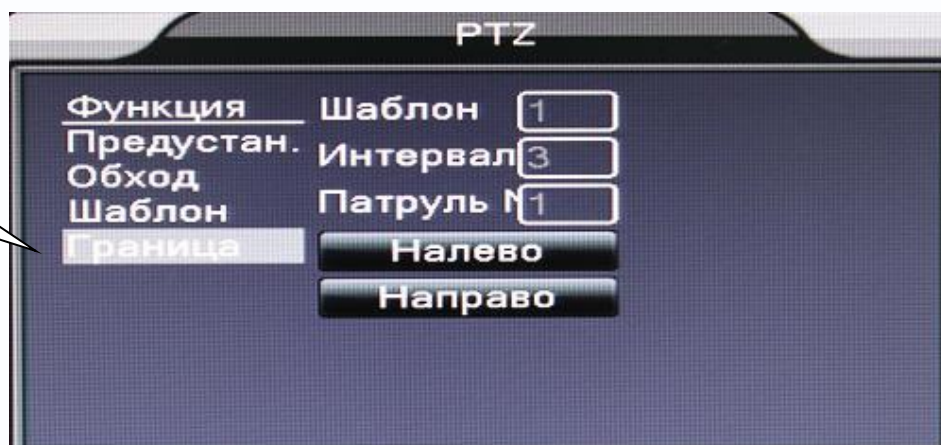 PTZ
Функция
Предустан.
Обход
Шаблон
Граница
Шаблон 1
Интервал 3
Патруль 1
Налево
Направо